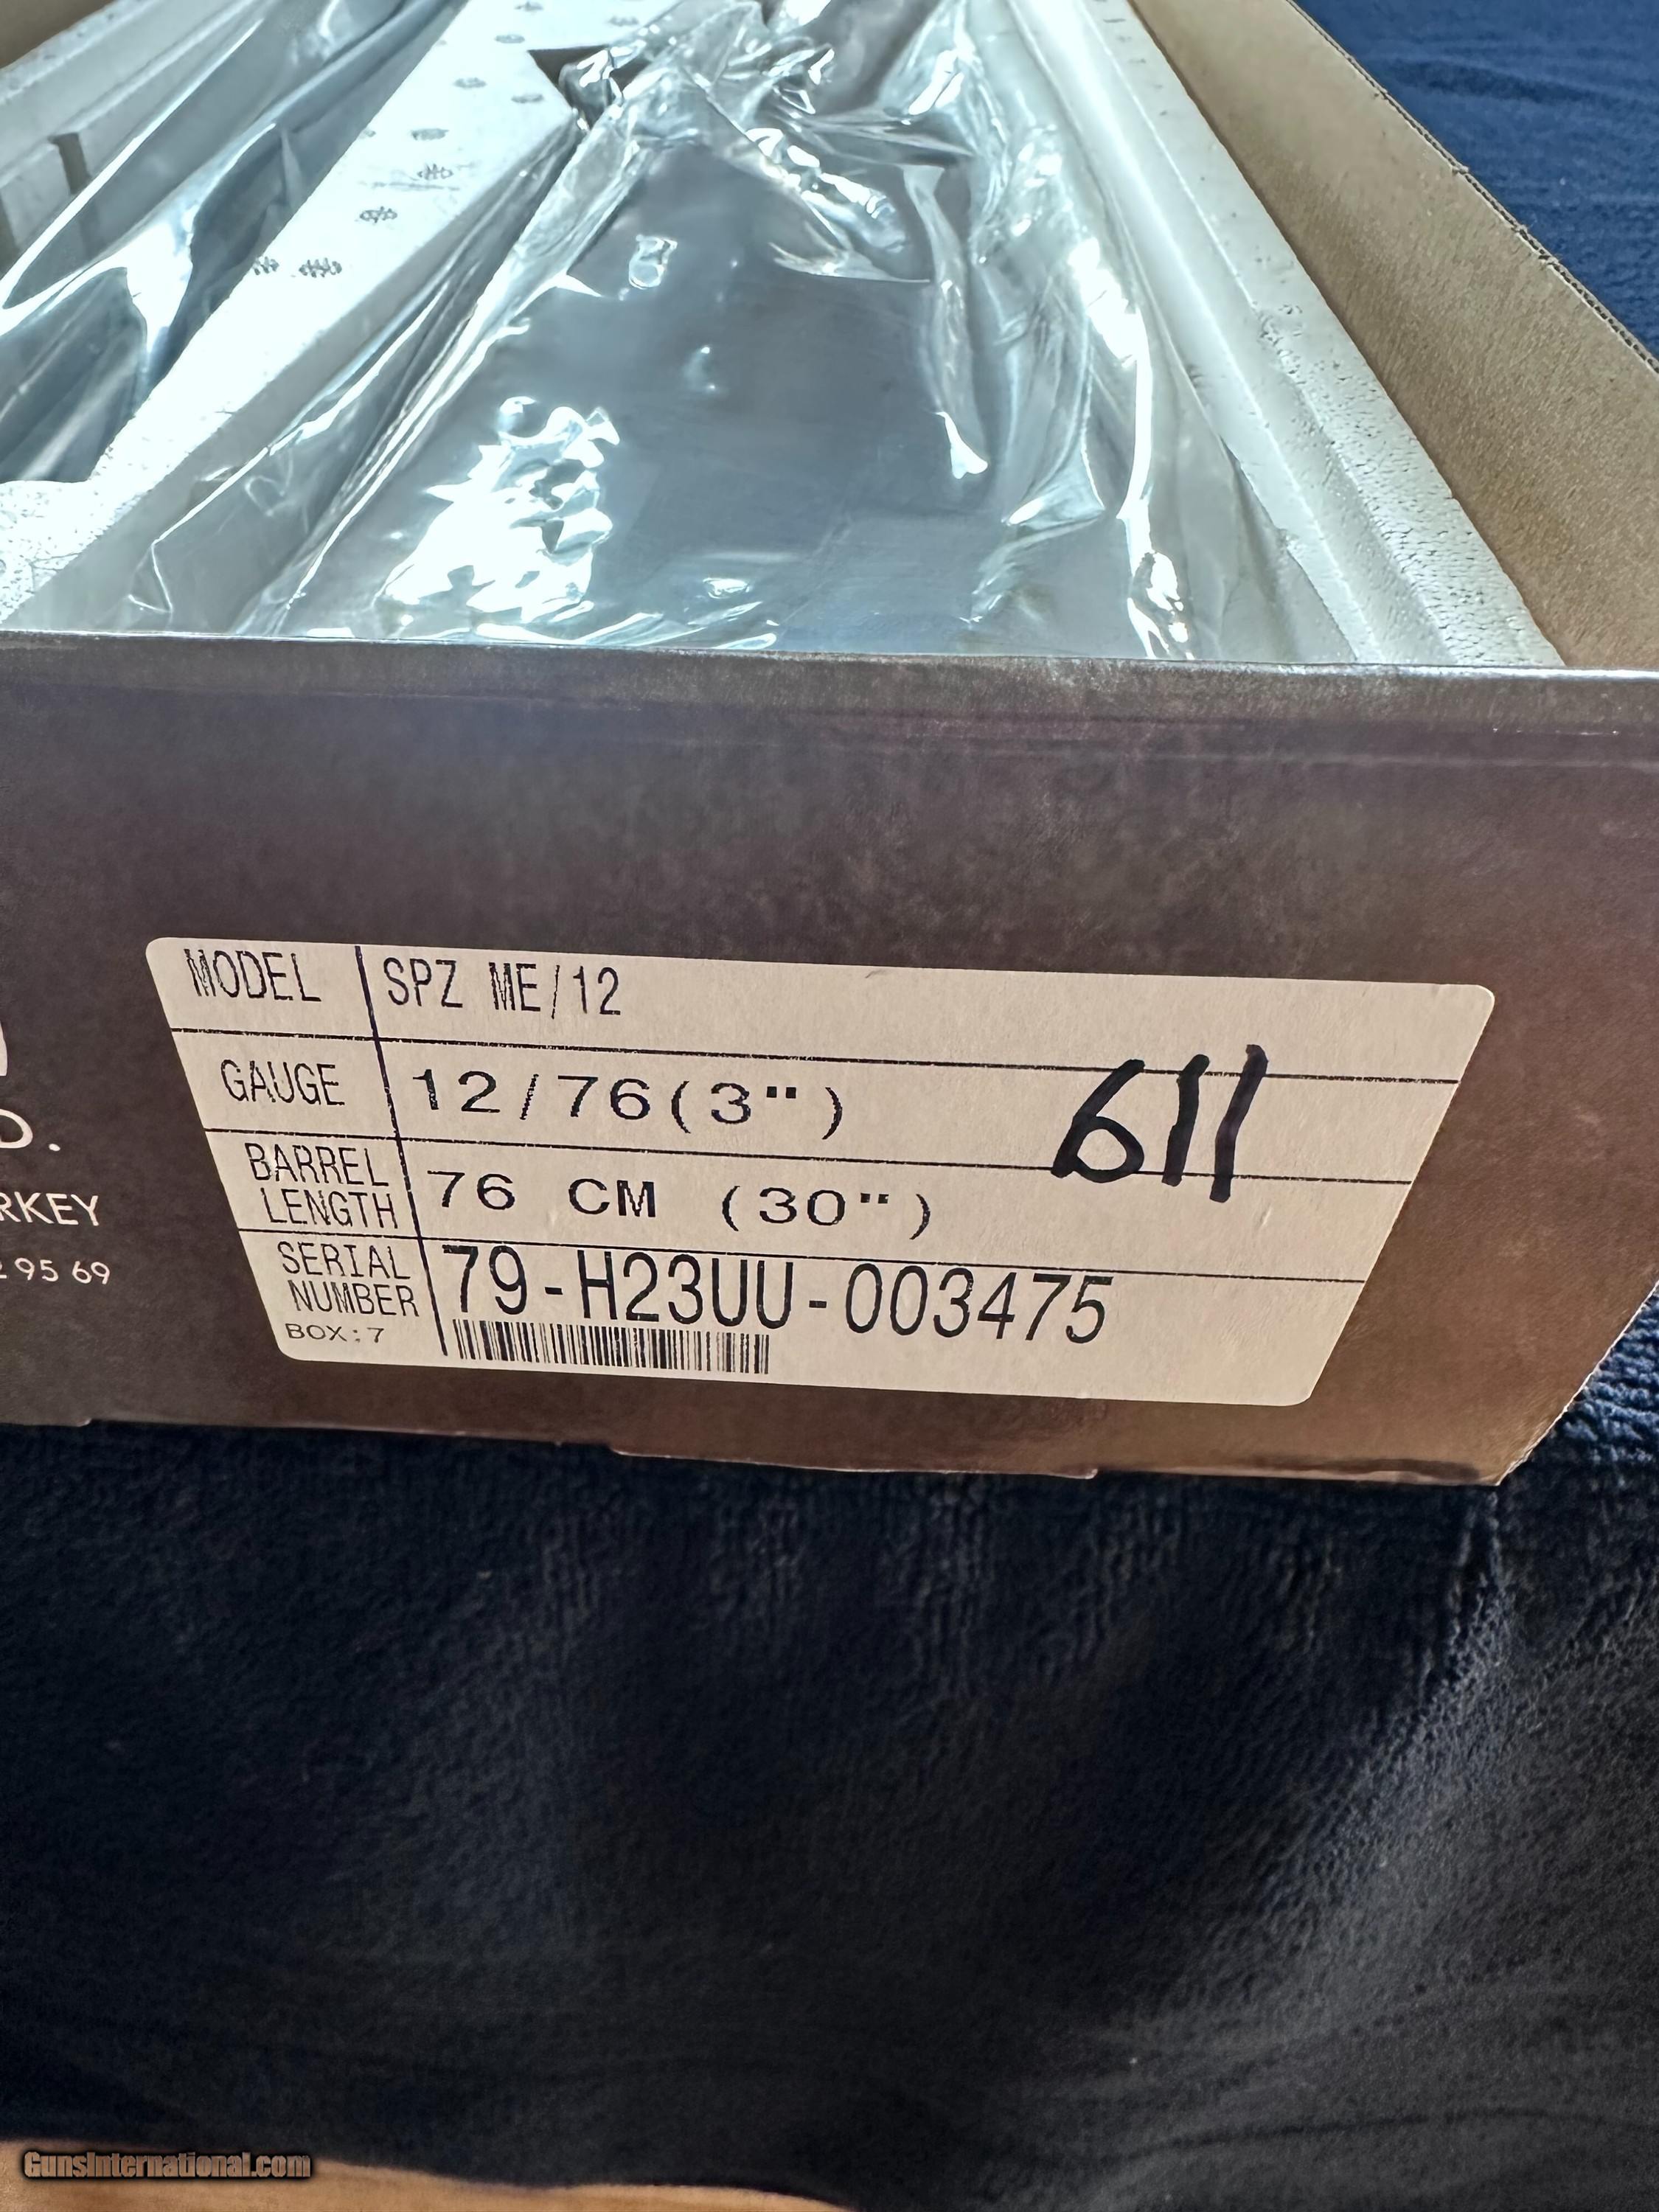 MODEL SPZ ME/12
GAUGE 12/76(3")
611
BARREL LENGTH 76 CM (30")
SERIAL NUMBER 79-H23UU-003475
BOX:7
D.
RKEY
95 69
GunsInternational.com